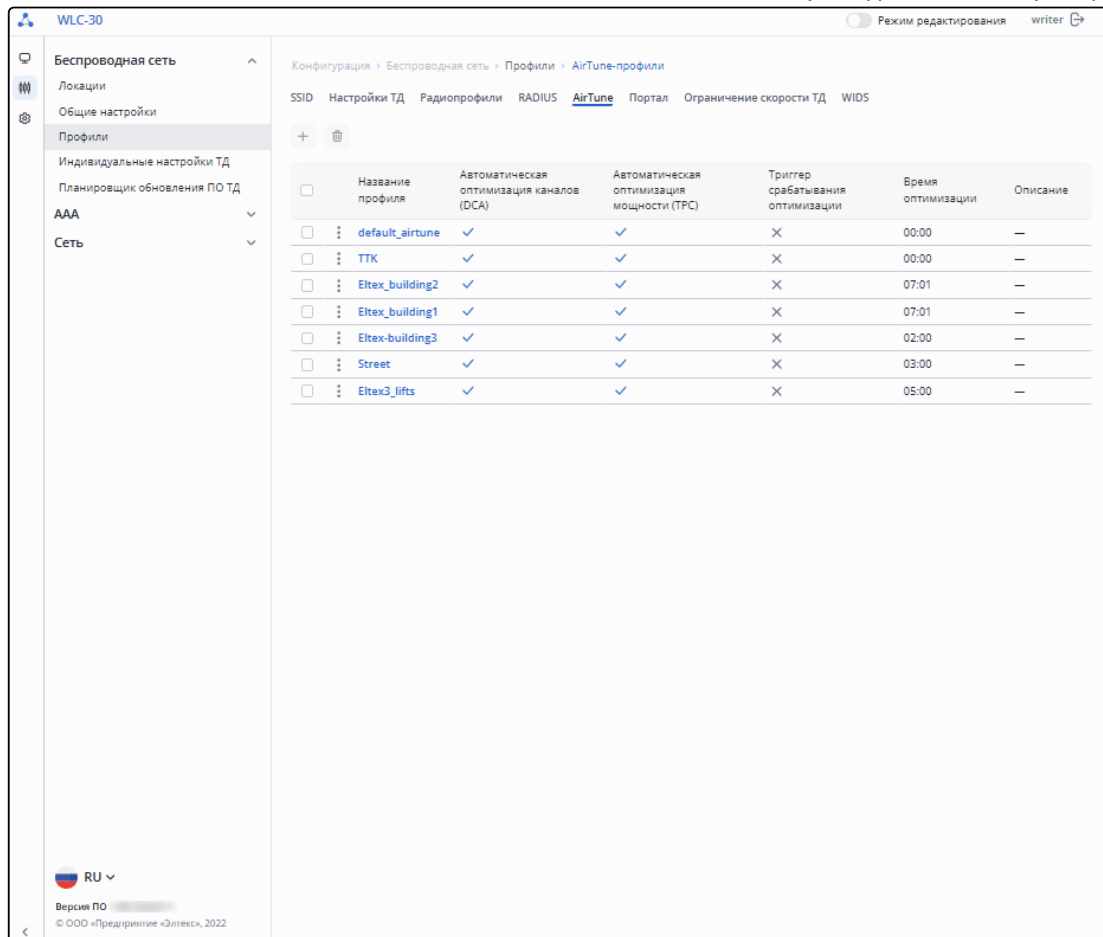 WLC-30
Режим редактирования
writer
Беспроводная сеть
Локации
Общие настройки
Профили
Индивидуальные настройки ТД
Планировщик обновления ПО ТД
AAA
Сеть
Конфигурация › Беспроводная сеть › Профили › AirTune-профили
SSID Настройки ТД Радиопрофили RADIUS AirTune Портал Ограничение скорости ТД WIDS
Название
профиля
Автоматическая
оптимизация каналов
(DCA)
Автоматическая
оптимизация
мощности (TPC)
Триггер
срабатывания
оптимизации
Время
оптимизации
Описание
default_airtune 00:00 —
TTK 00:00 —
Eltex_building2 07:01 —
Eltex_building1 07:01 —
Eltex-building3 02:00 —
Street 03:00 —
Eltex3_lifts 05:00 —
RU
Версия ПО
© ООО «Предприятие «Элтекс», 2022